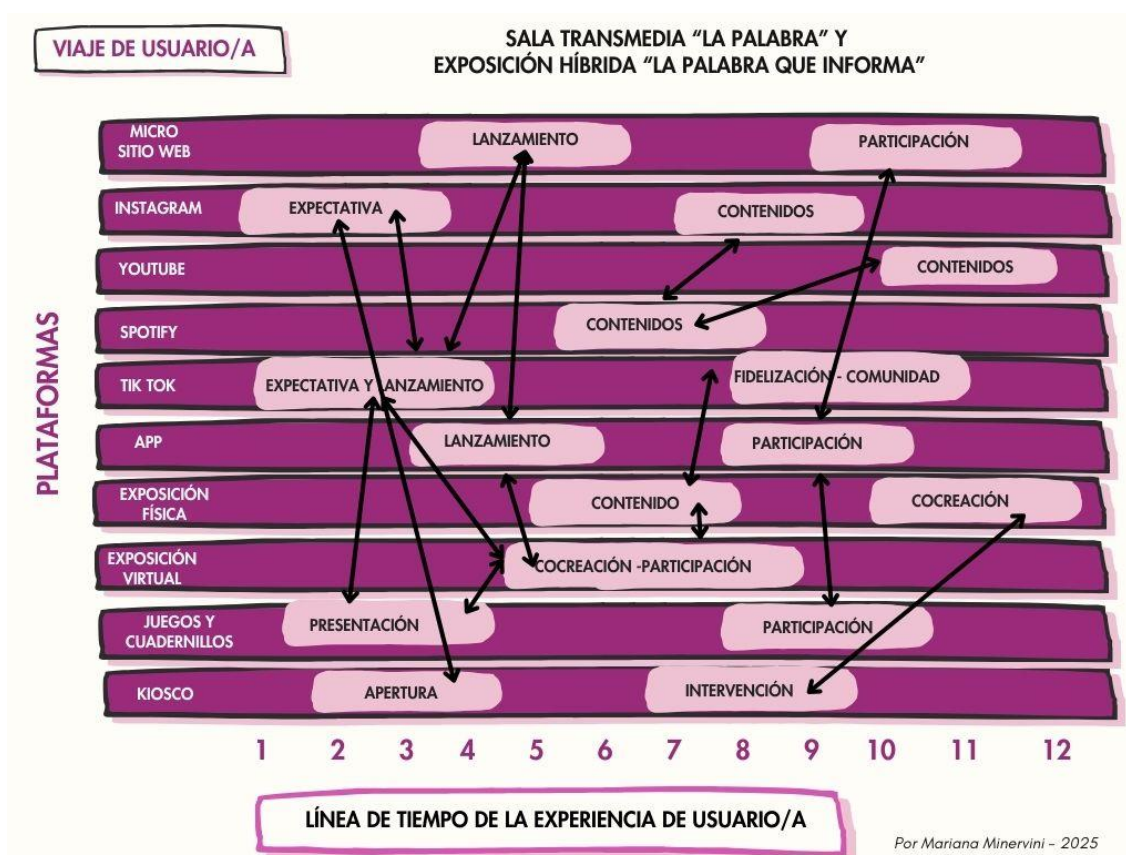 VIAJE DE USUARIO/A
SALA TRANSMEDIA “LA PALABRA” Y
EXPOSICIÓN HÍBRIDA “LA PALABRA QUE INFORMA”
PLATAFORMAS
MICRO
SITIO WEB
LANZAMIENTO
PARTICIPACIÓN
INSTAGRAM
EXPECTATIVA
CONTENIDOS
YOUTUBE
CONTENIDOS
SPOTIFY
CONTENIDOS
TIK TOK
EXPECTATIVA Y LANZAMIENTO
FIDELIZACIÓN - COMUNIDAD
APP
LANZAMIENTO
PARTICIPACIÓN
EXPOSICIÓN
FÍSICA
CONTENIDO
COCREACIÓN
EXPOSICIÓN
VIRTUAL
COCREACIÓN -PARTICIPACIÓN
JUEGOS Y
CUADERNILLOS
PRESENTACIÓN
PARTICIPACIÓN
KIOSCO
APERTURA
INTERVENCIÓN
1 2 3 4 5 6 7 8 9 10 11 12
LÍNEA DE TIEMPO DE LA EXPERIENCIA DE USUARIO/A
Por Mariana Minervini - 2025